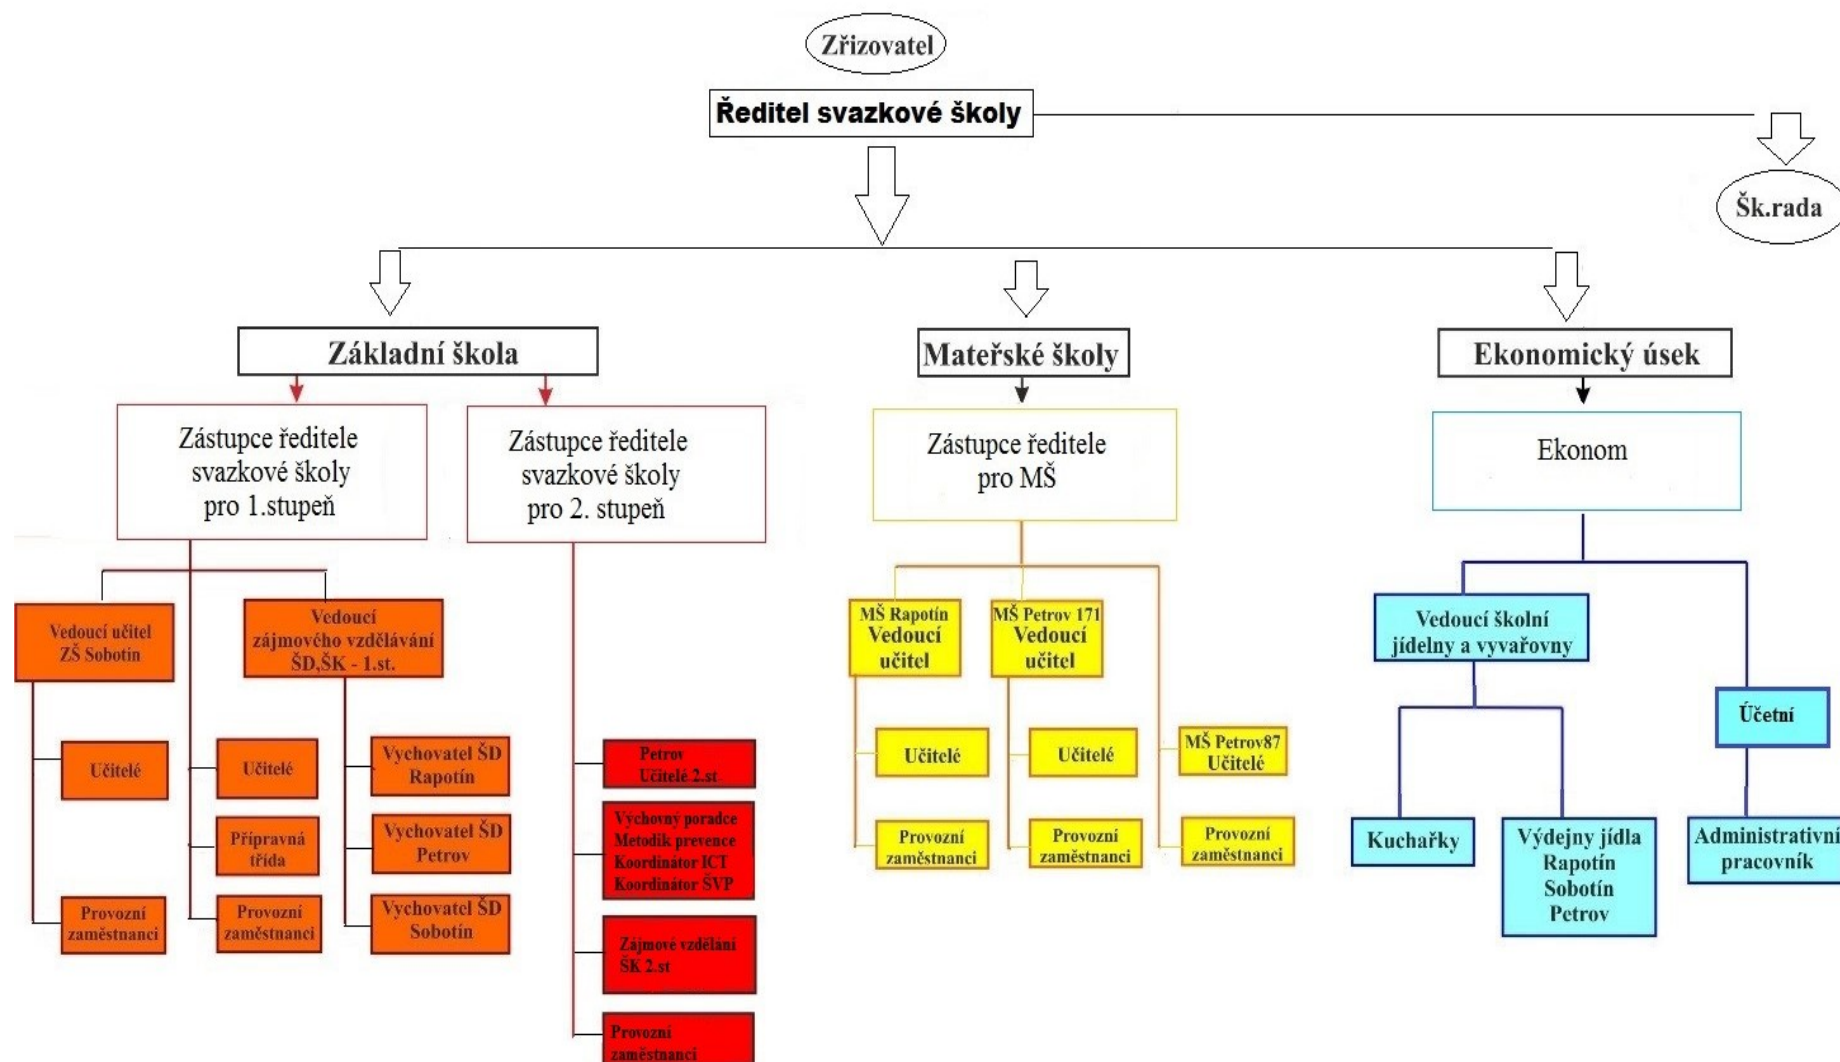 Zřizovatel
Ředitel svazkové školy
Šk.rada
Základní škola
Mateřské školy
Ekonomický úsek
Zástupce ředitele
svazkové školy
pro 1.stupeň
Zástupce ředitele
svazkové školy
pro 2. stupeň
Zástupce ředitele
pro MŠ
Ekonom
Vedoucí učitel
ZŠ Sobotín
Vedoucí
zájmového vzdělávání
ŠD,ŠK - 1.st.
Učitelé
Provozní
zaměstnanci
Učitelé
Přípravná
třída
Provozní
zaměstnanci
Vychovatel ŠD
Rapotín
Vychovatel ŠD
Petrov
Vychovatel ŠD
Sobotín
Petrov
Učitelé 2.st
Výchovný poradce
Metodik prevence
Koordinátor ICT
Koordinátor ŠVP
Zájmové vzdělání
ŠK 2.st
Provozní
zaměstnanci
MŠ Rapotín
Vedoucí
učitel
MŠ Petrov 171
Vedoucí
učitel
Učitelé
Provozní
zaměstnanci
Učitelé
Provozní
zaměstnanci
MŠ Petrov87
Učitelé
Provozní
zaměstnanci
Vedoucí školní
jídelny a vyvařovny
Účetní
Kuchařky
Výdejny jídla
Rapotín
Sobotín
Petrov
Administrativní
pracovník